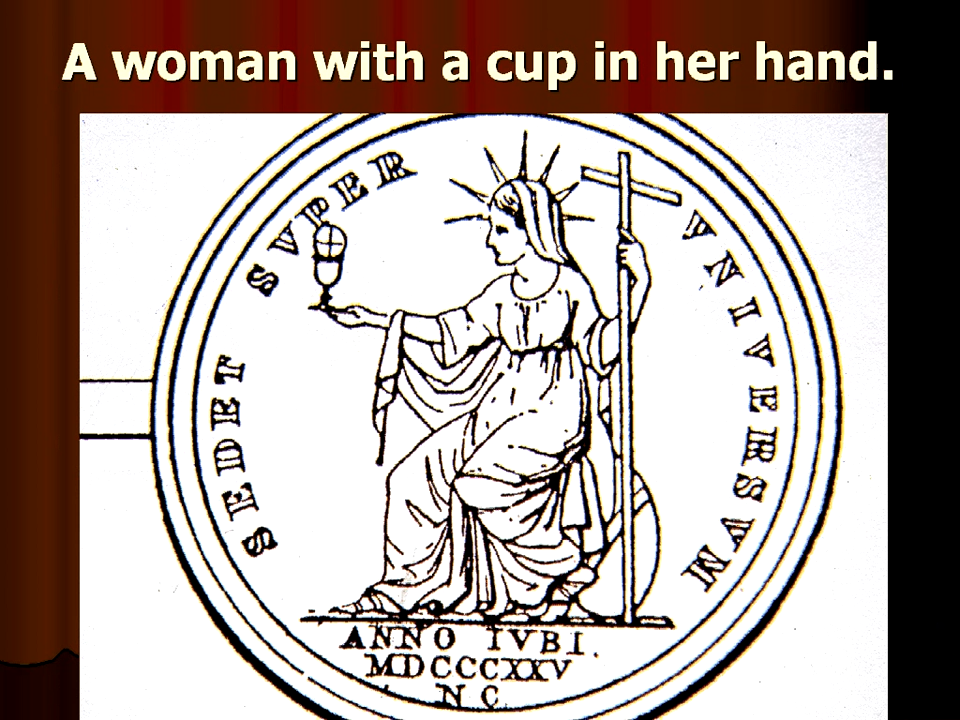 A woman with a cup in her hand.
SEDET SVPER VNIVERSVM
ANNO IVBI.
MDCCCXXV
N C